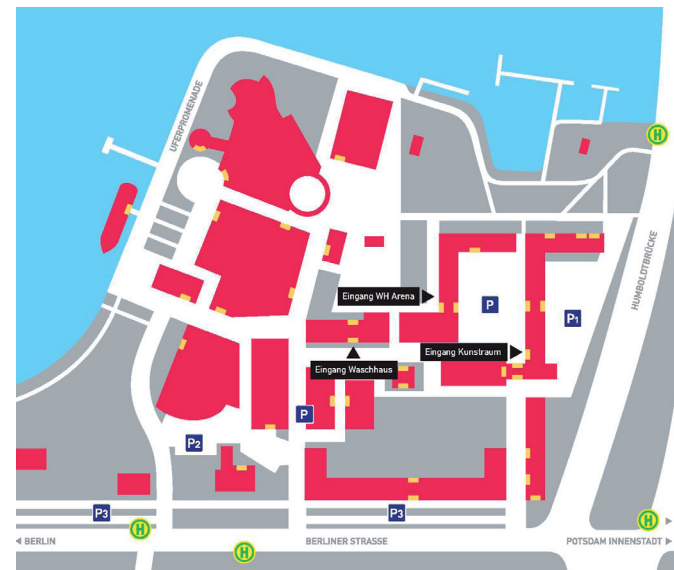 UFERPROMENADE
H
HUMBOLDTBRÜCKE
Eingang WH Arena
P
P1
Eingang Kunstraum
Eingang Waschhaus
P
P2
P3
P3
H
H
H
BERLIN
BERLINER STRASSE
POTSDAM INNENSTADT